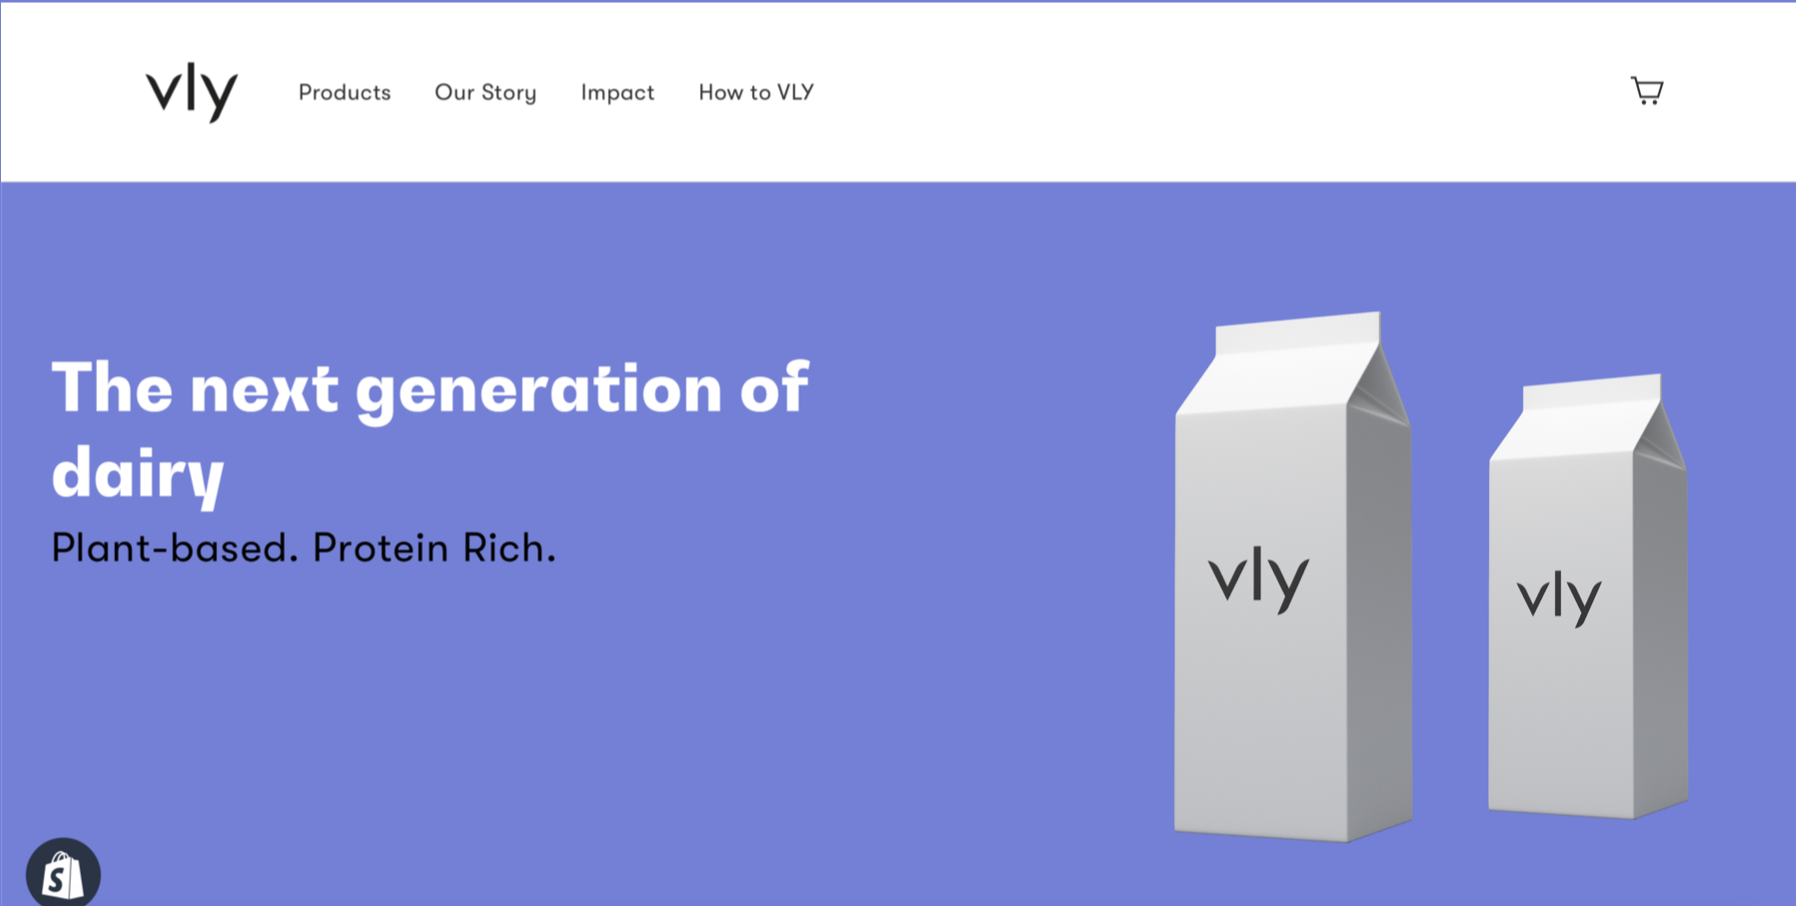 vly
Products
Our Story
Impact
How to VLY
The next generation of
dairy
Plant-based. Protein Rich.
vly
vly
S